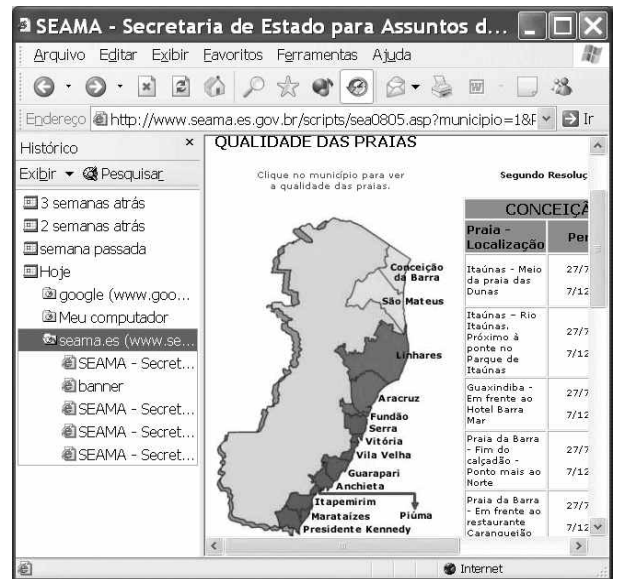 SEAMA - Secretaria de Estado para Assuntos d...
Arquivo Editar Exibir Favoritos Ferramentas Ajuda
Endereço http://www.seama.es.gov.br/scripts/sea0805.asp?municipio=1&F Ir
Histórico
Exibir Pesquisar
3 semanas atrás
2 semanas atrás
semana passada
Hoje
google (www.goo...
Meu computador
seama.es (www.se...
SEAMA - Secret...
banner
SEAMA - Secret...
SEAMA - Secret...
SEAMA - Secret...
QUALIDADE DAS PRAIAS
Clique no município para ver
a qualidade das praias.
Conceição
da Barra
São Mateus
Linhares
Aracruz
Fundão
Serra
Vitória
Vila Velha
Guarapari
Anchieta
Itapemirim
Marataízes
Piúma
Presidente Kennedy
Segundo Resoluç
CONCEIÇÃ
Praia -
Localização
Per
Itaúnas - Meio
da praia das
Dunas
27/7
7/12
Itaúnas - Rio
Itaúnas.
Próximo à
ponte no
Parque de
Itaúnas
27/7
7/12
Guaxindiba -
Em frente ao
Hotel Barra
Mar
27/7
7/12
Praia da Barra
- Fim do
calçadão -
Ponto mais ao
Norte
27/7
7/12
Praia da Barra
- Em frente ao
restaurante
Caranguejão
27/7
7/12
Internet